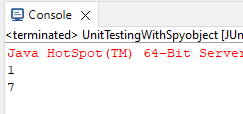 Console
<terminated> UnitTestingWithSpyobject [JUn
Java HotSpot(TM) 64-Bit Server
1
7